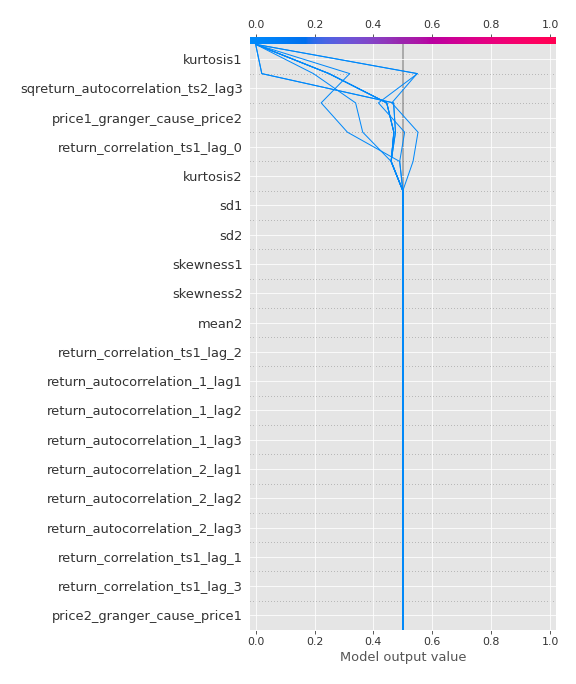 0.0 0.2 0.4 0.6 0.8 1.0
kurtosis1
sqreturn_autocorrelation_ts2_lag3
price1_granger_cause_price2
return_correlation_ts1_lag_0
kurtosis2
sd1
sd2
skewness1
skewness2
mean2
return_correlation_ts1_lag_2
return_autocorrelation_1_lag1
return_autocorrelation_1_lag2
return_autocorrelation_1_lag3
return_autocorrelation_2_lag1
return_autocorrelation_2_lag2
return_autocorrelation_2_lag3
return_correlation_ts1_lag_1
return_correlation_ts1_lag_3
price2_granger_cause_price1
0.0 0.2 0.4 0.6 0.8 1.0
Model output value